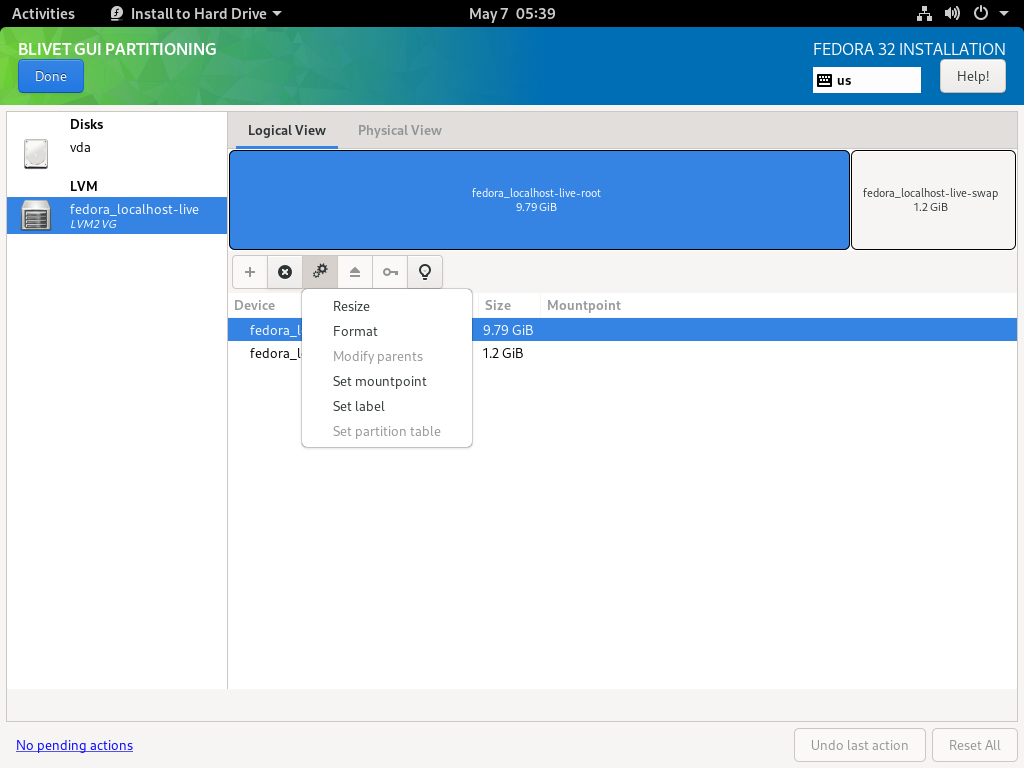 Activities
Install to Hard Drive
May 7 05:39
BLIVET GUI PARTITIONING
FEDORA 32 INSTALLATION
Done
us
Help!
Disks
vda
LVM
fedora_localhost-live
LVM2 VG
Logical View
Physical View
fedora_localhost-live-root
9.79 GiB
fedora_localhost-live-swap
1.2 GiB
Device
Size
Mountpoint
fedora_l
9.79 GiB
fedora_l
1.2 GiB
Resize
Format
Modify parents
Set mountpoint
Set label
Set partition table
No pending actions
Undo last action
Reset All